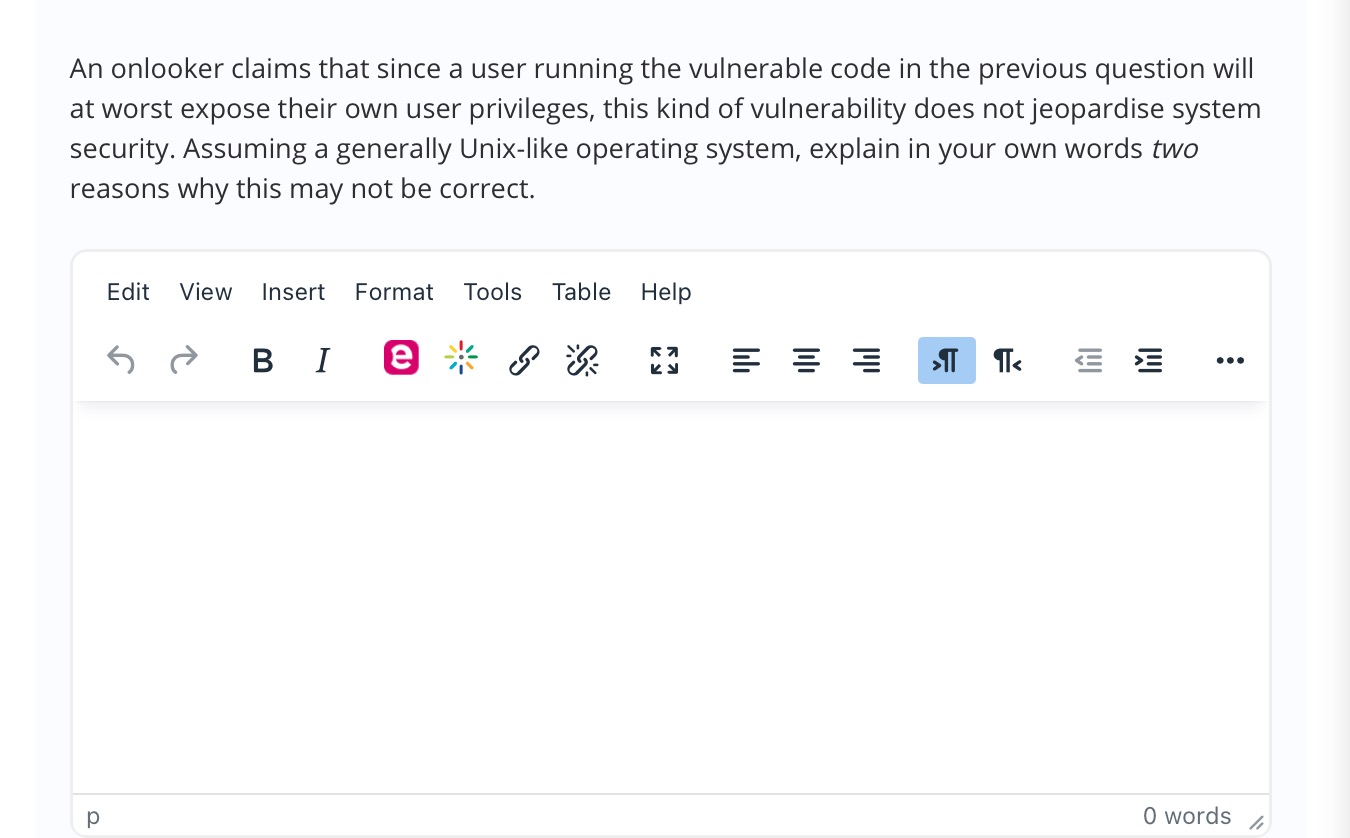 An onlooker claims that since a user running the vulnerable code in the previous question will
at worst expose their own user privileges, this kind of vulnerability does not jeopardise system
security. Assuming a generally Unix-like operating system, explain in your own words two
reasons why this may not be correct.
Edit View Insert Format Tools Table Help
B I e
p 0 words